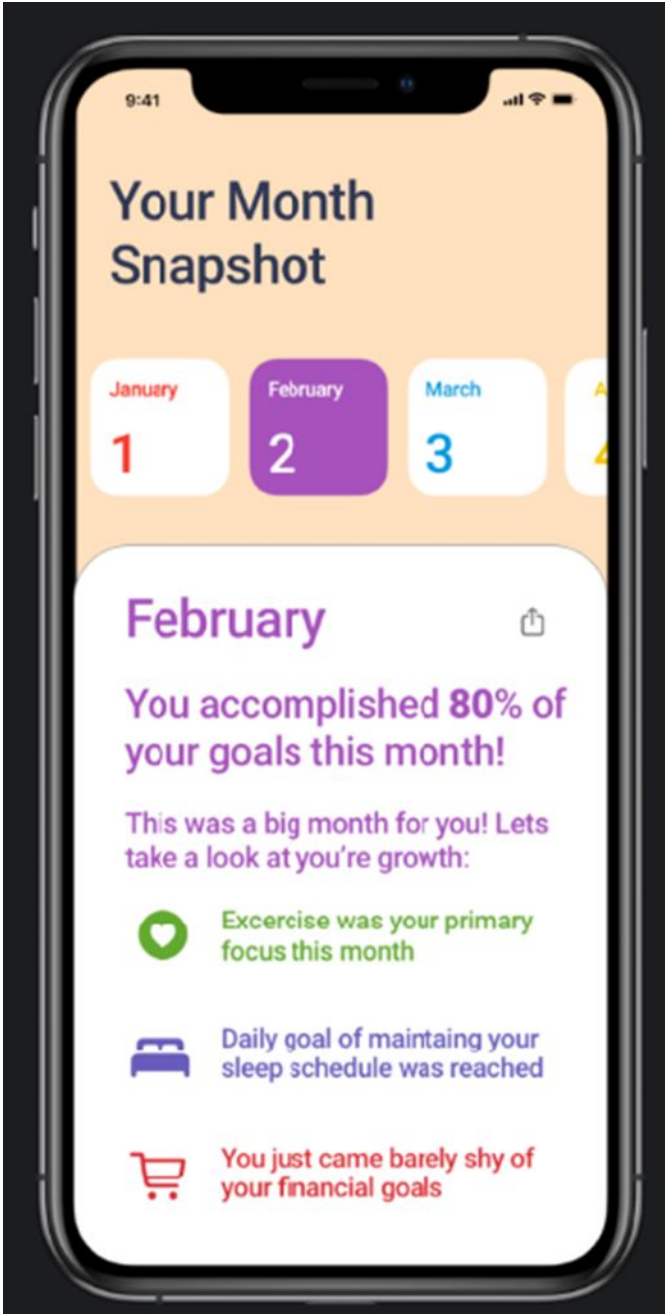 9:41
Your Month
Snapshot
January
February
March
A
1
2
3
4
February
You accomplished 80% of
your goals this month!
This was a big month for you! Lets
take a look at you're growth:
Excercise was your primary
focus this month
Daily goal of maintaing your
sleep schedule was reached
You just came barely shy of
your financial goals